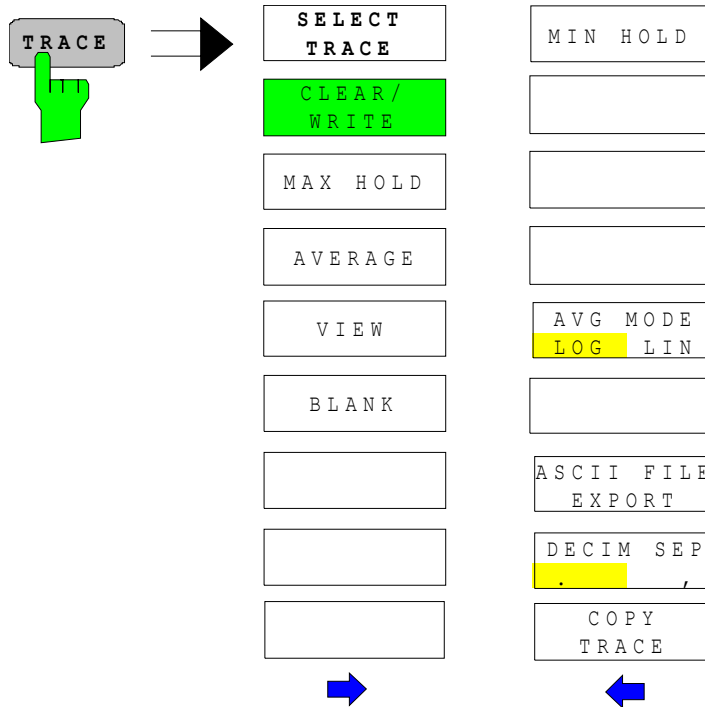 TRACE
SELECT
TRACE
CLEAR/
WRITE
MAX HOLD
AVERAGE
VIEW
BLANK
MIN HOLD
AVG MODE
LOG LIN
ASCII FILE
EXPORT
DECIM SEP
. ,
COPY
TRACE